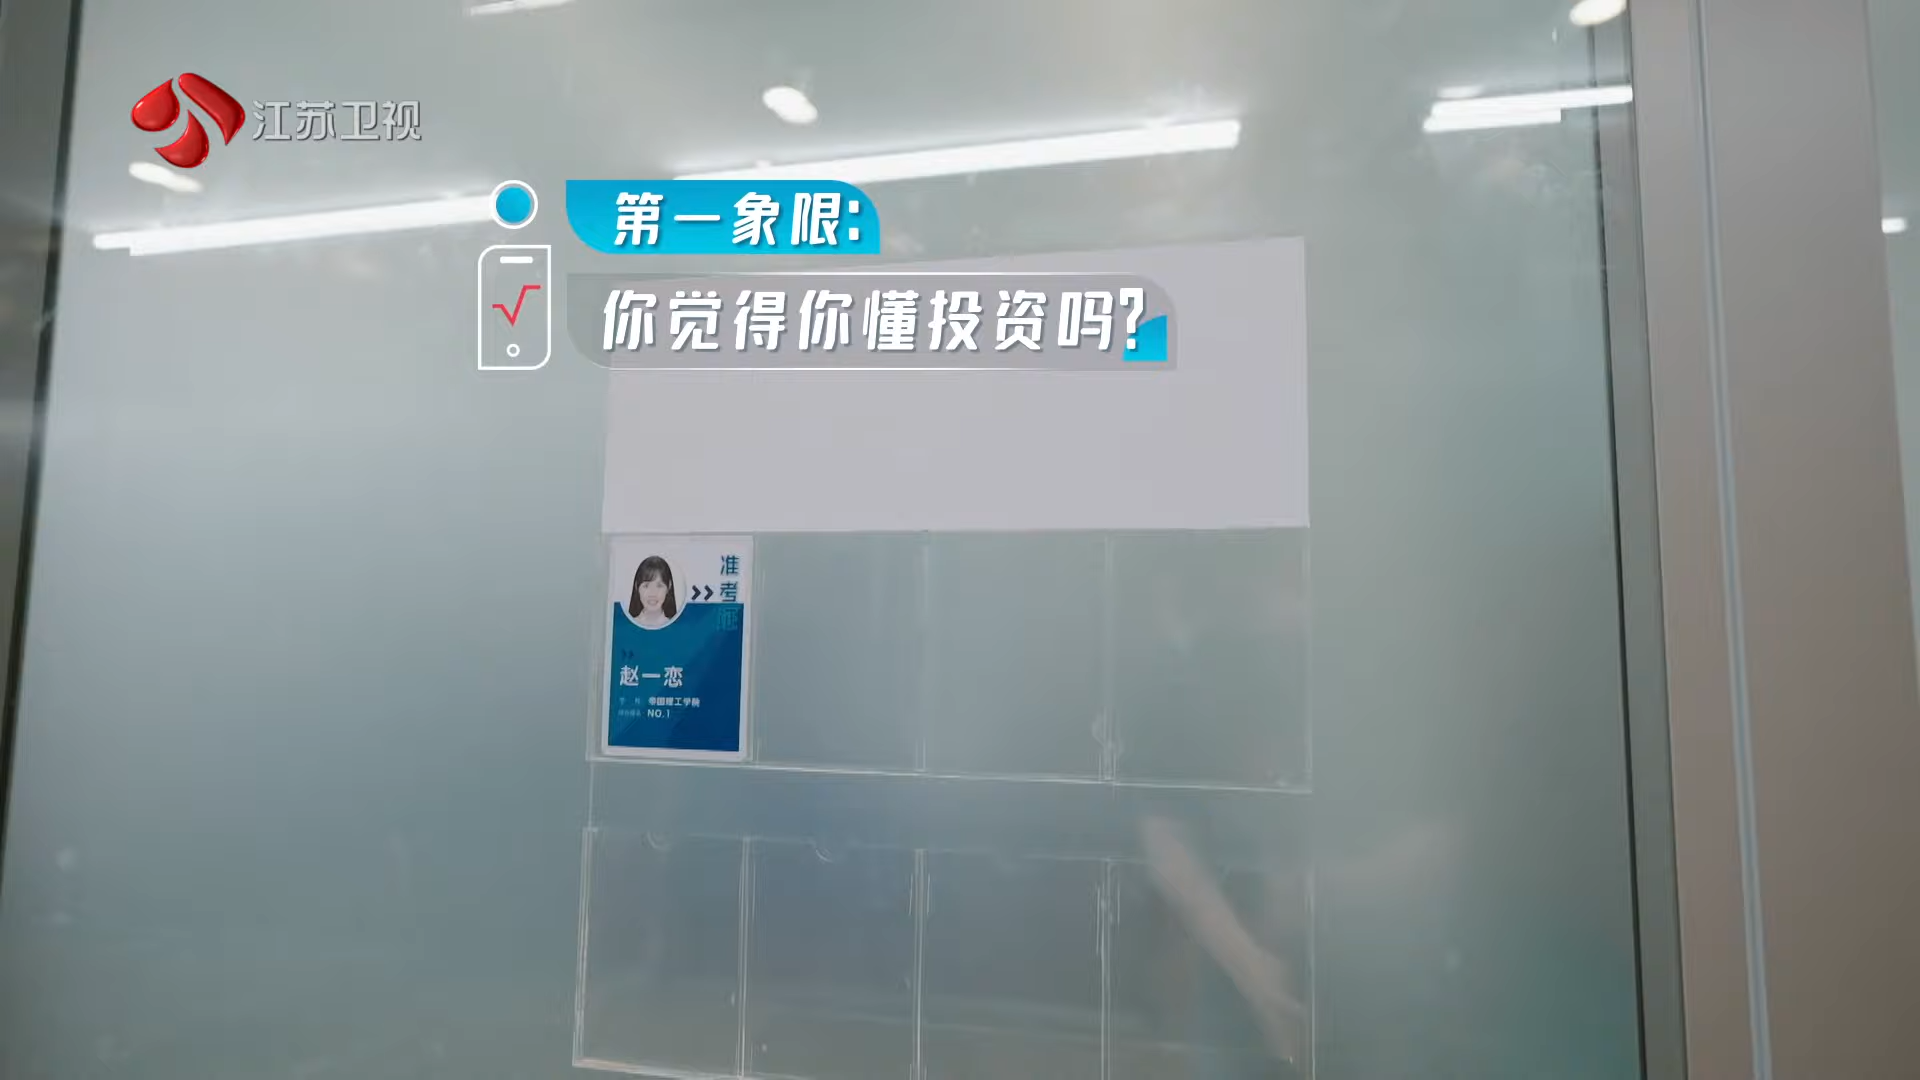 江苏卫视
第一象限:
你觉得你懂投资吗?
准考证
赵一恋
帝国理工学院
NO.1